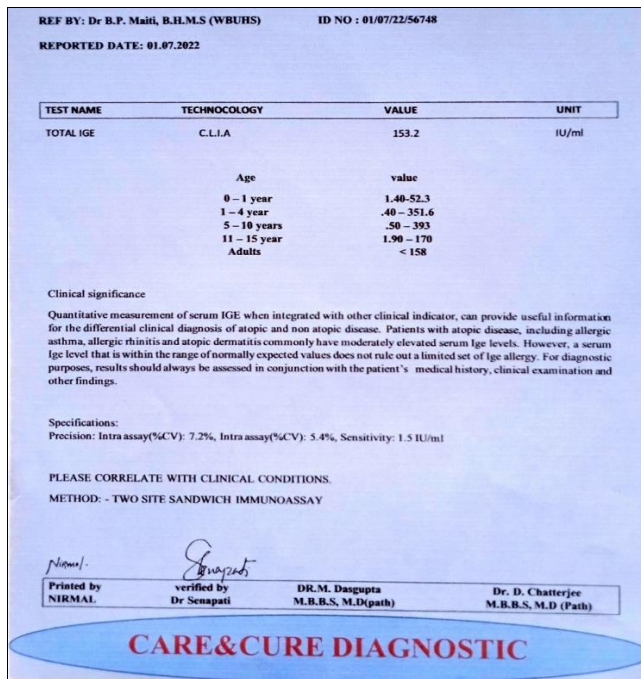 REF BY: Dr B.P. Maiti, B.H.M.S (WBUHS) ID NO : 01/07/22/56748
REPORTED DATE: 01.07.2022
TEST NAME TECHNOCOLOGY VALUE UNIT
TOTAL IGE C.L.I.A 153.2 IU/ml
Age value
0 – 1 year 1.40-52.3
1 – 4 year .40 – 351.6
5 – 10 years .50 – 393
11 – 15 year 1.90 – 170
Adults < 158
Clinical significance
Quantitative measurement of serum IGE when integrated with other clinical indicator, can provide useful information
for the differential clinical diagnosis of atopic and non atopic disease. Patients with atopic disease, including allergic
asthma, allergic rhinitis and atopic dermatitis commonly have moderately elevated serum Ige levels. However, a serum
Ige level that is within the range of normally expected values does not rule out a limited set of Ige allergy. For diagnostic
purposes, results should always be assessed in conjunction with the patient's medical history, clinical examination and
other findings.
Specifications:
Precision: Intra assay(%CV): 7.2%, Intra assay(%CV): 5.4%, Sensitivity: 1.5 IU/ml
PLEASE CORRELATE WITH CLINICAL CONDITIONS.
METHOD: - TWO SITE SANDWICH IMMUNOASSAY
Nirmal. Senapati
Printed by verified by DR.M. Dasgupta Dr. D. Chatterjee
NIRMAL Dr Senapati M.B.B.S, M.D(path) M.B.B.S, M.D (Path)
CARE&CURE DIAGNOSTIC